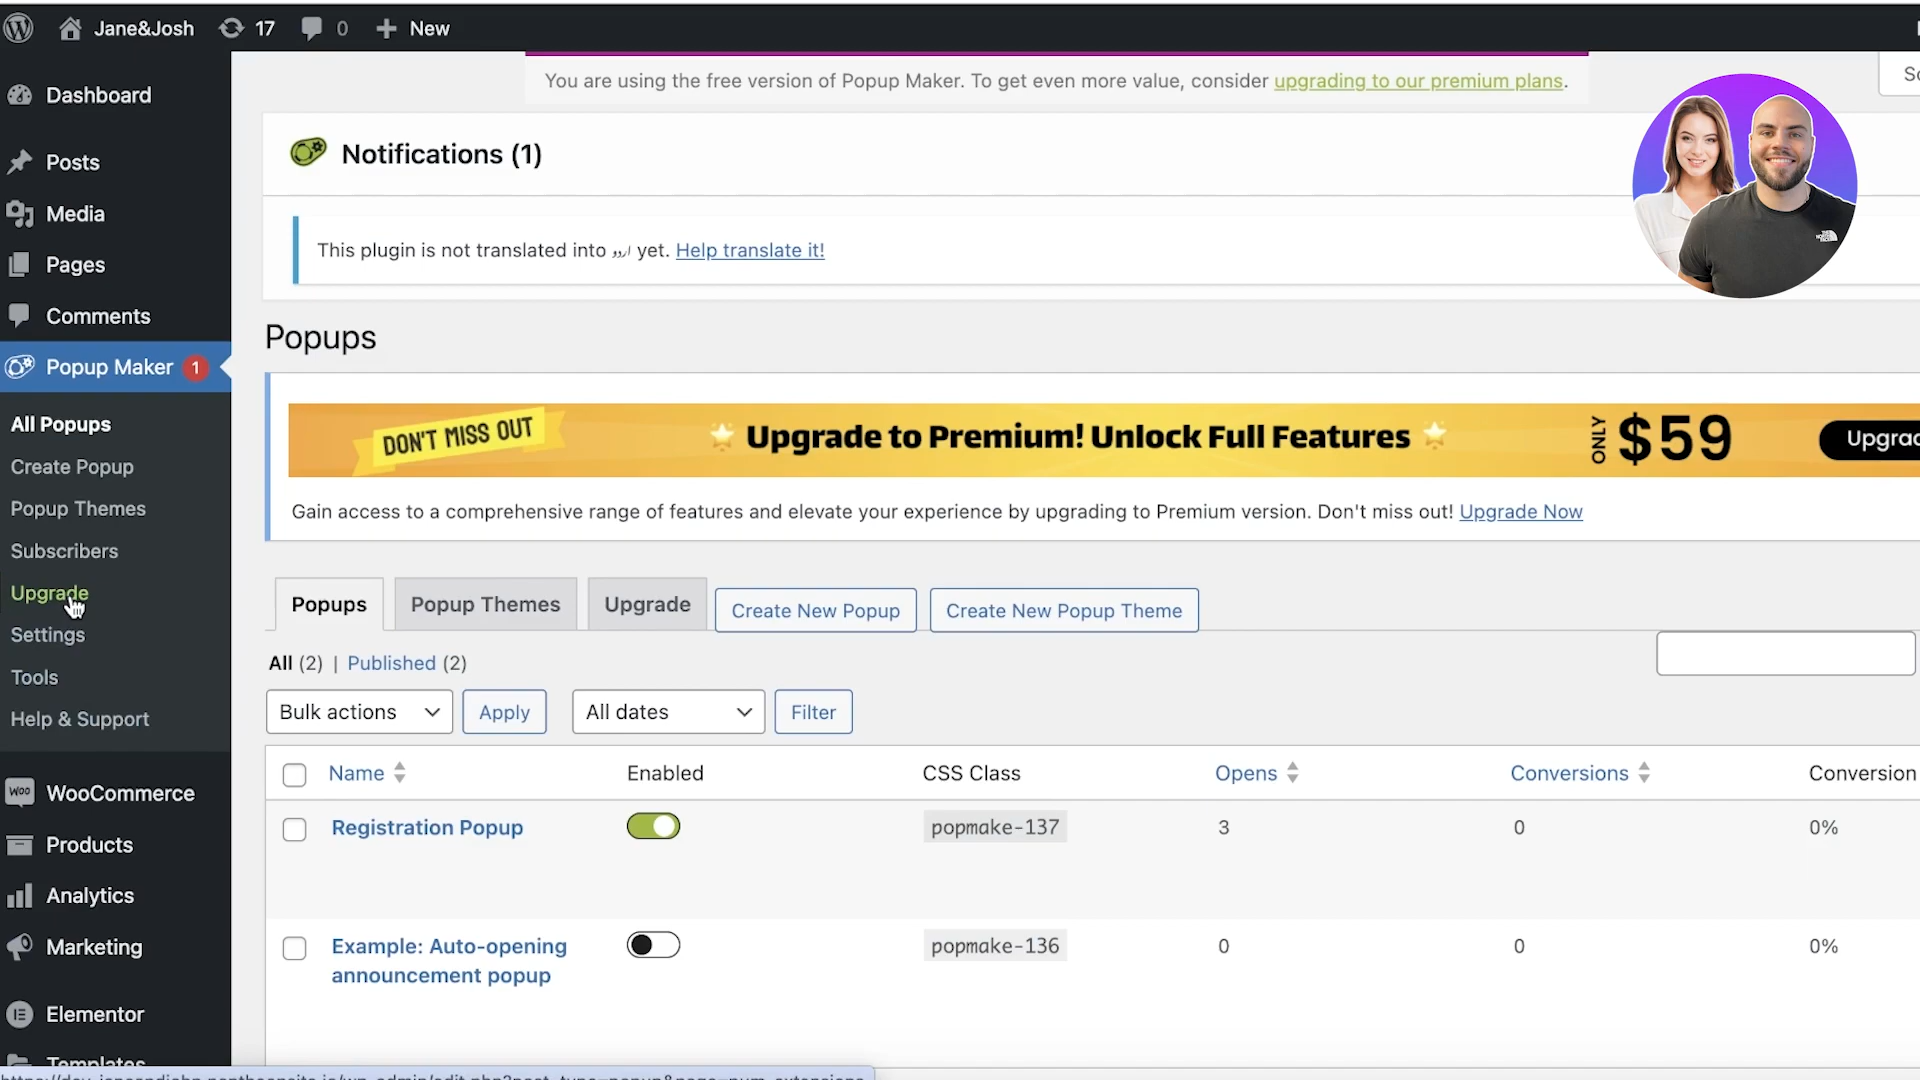 Jane&Josh 17 0 New
You are using the free version of Popup Maker. To get even more value, consider upgrading to our premium plans.
Dashboard
Posts
Media
Pages
Comments
Popup Maker 1
All Popups
Create Popup
Popup Themes
Subscribers
Upgrade
Settings
Tools
Help & Support
WooCommerce
Products
Analytics
Marketing
Elementor
Templates
Notifications (1)
This plugin is not translated into اردو yet. Help translate it!
THE NORTH FACE
Popups
DON'T MISS OUT Upgrade to Premium! Unlock Full Features ONLY $59
Gain access to a comprehensive range of features and elevate your experience by upgrading to Premium version. Don't miss out! Upgrade Now
Popups Popup Themes Upgrade Create New Popup Create New Popup Theme
All (2) | Published (2)
Bulk actions Apply All dates Filter
Name Enabled CSS Class Opens Conversions Conversion
Registration Popup popmake-137 3 0 0%
Example: Auto-opening popmake-136 0 0 0%
announcement popup